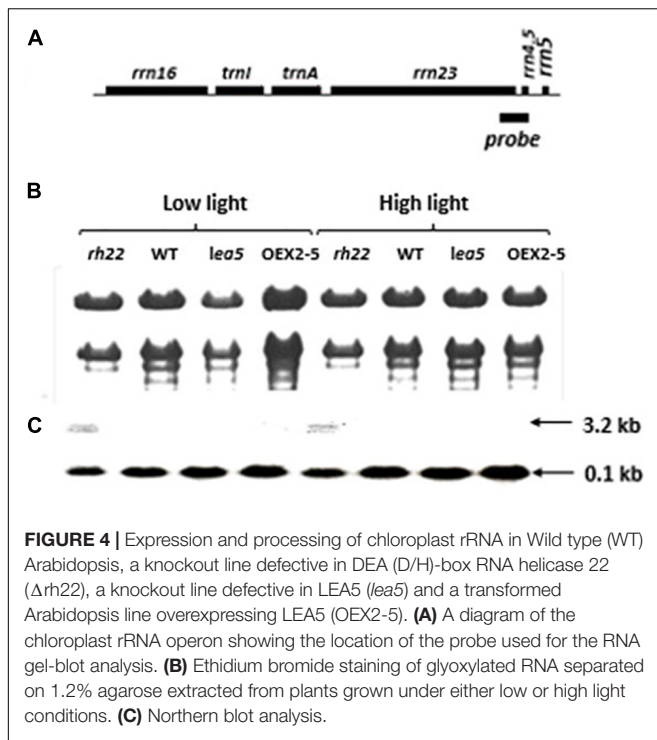 A
rrn16 trnI trnA rrn23 rrn4,5 rrn5
probe
B
Low light High light
rh22 WT lea5 OEX2-5 rh22 WT lea5 OEX2-5
C
3.2 kb
0.1 kb
FIGURE 4 | Expression and processing of chloroplast rRNA in Wild type (WT)
Arabidopsis, a knockout line defective in DEA (D/H)-box RNA helicase 22
(Δrh22), a knockout line defective in LEA5 (lea5) and a transformed
Arabidopsis line overexpressing LEA5 (OEX2-5). (A) A diagram of the
chloroplast rRNA operon showing the location of the probe used for the RNA
gel-blot analysis. (B) Ethidium bromide staining of glyoxylated RNA separated
on 1.2% agarose extracted from plants grown under either low or high light
conditions. (C) Northern blot analysis.